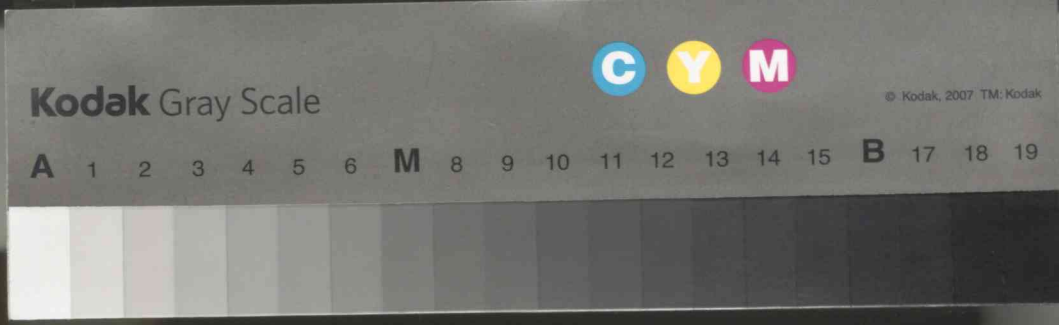 C Y M
Kodak Gray Scale
© Kodak, 2007 TM: Kodak
A 1 2 3 4 5 6 M 8 9 10 11 12 13 14 15 B 17 18 19